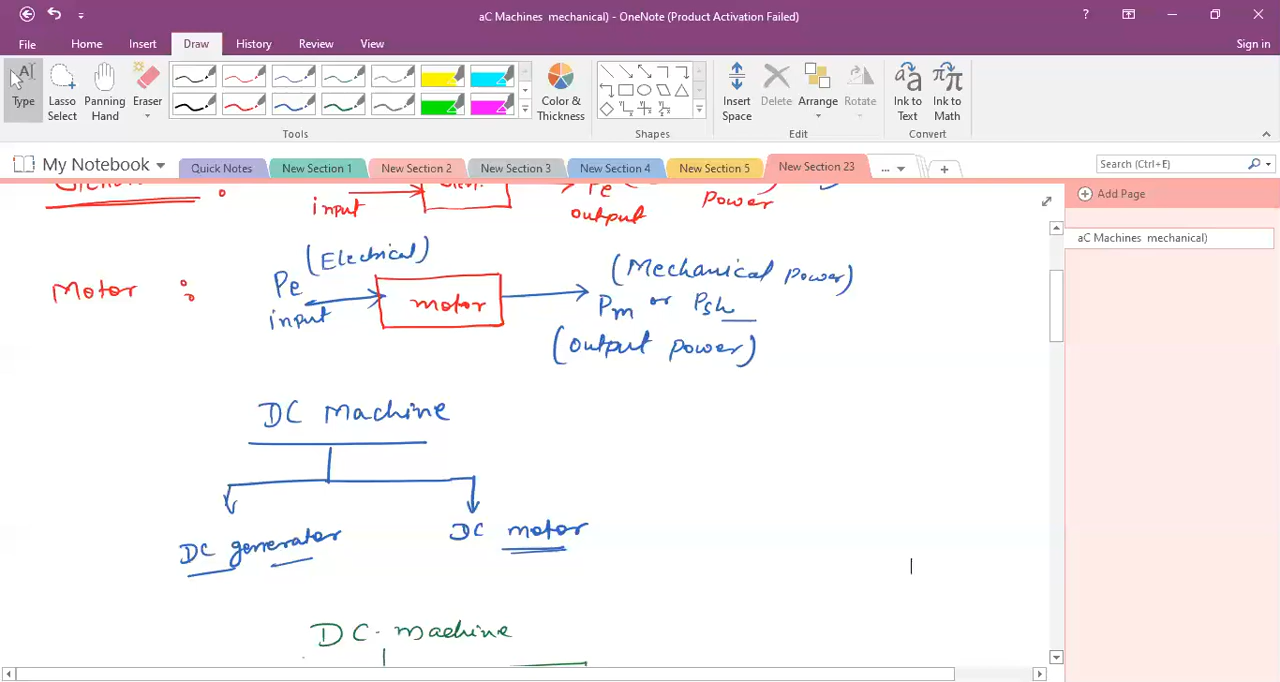 aC Machines mechanical) - OneNote (Product Activation Failed)
?
File Home Insert Draw History Review View
Sign in
Type
Lasso Select
Panning Hand
Eraser
Color & Thickness
Insert Space
Delete
Arrange
Rotate
Ink to Text
Ink to Math
Tools
Shapes
Edit
Convert
My Notebook
Quick Notes
New Section 1
New Section 2
New Section 3
New Section 4
New Section 5
New Section 23
...
Search (Ctrl+E)
Add Page
aC Machines mechanical)
: input Pe power
output
(Electrical)
(Mechanical power)
Motor : Pe motor Pm or Psh
input
(output power)
DC Machine
DC generator DC motor
DC machine